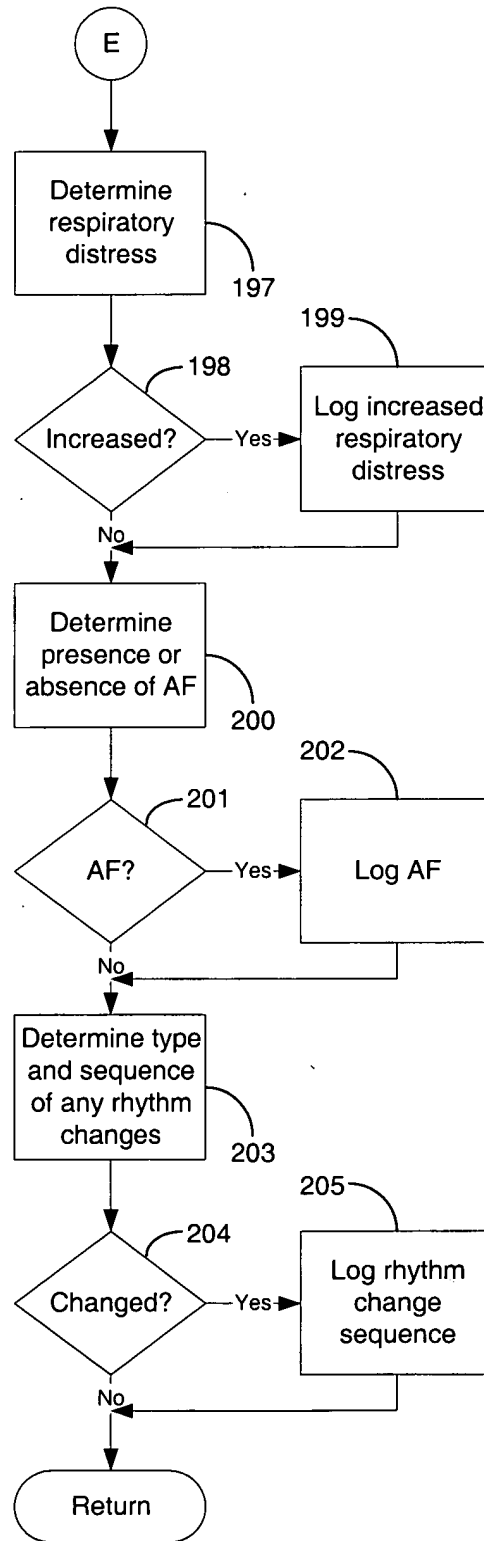 E
Determine
respiratory
distress
197
198
199
Increased?
Yes
Log increased
respiratory
distress
No
Determine
presence or
absence of AF
200
201
202
AF?
Yes
Log AF
No
Determine type
and sequence
of any rhythm
changes
203
204
205
Changed?
Yes
Log rhythm
change
sequence
No
Return